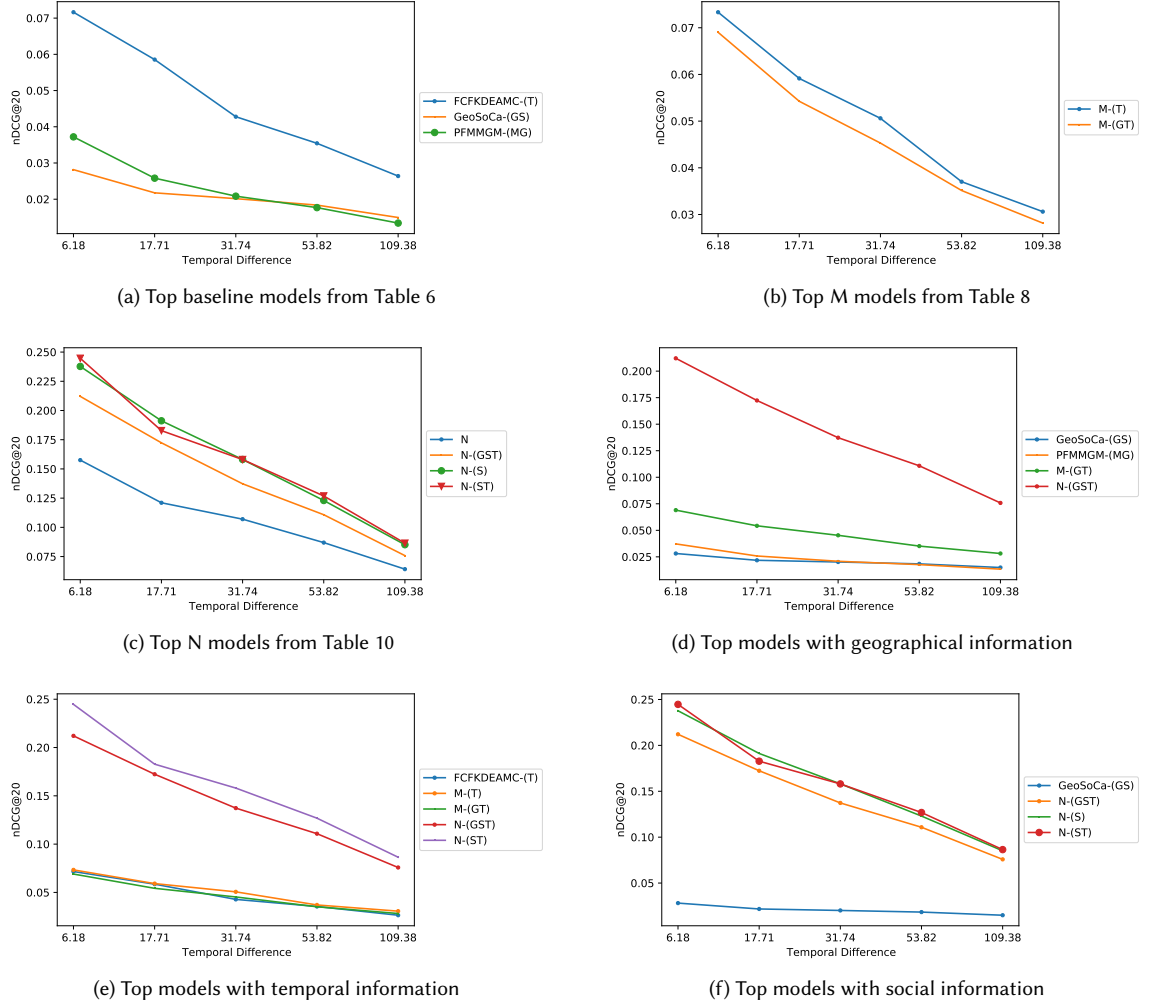 0.07
0.06
0.05
0.04
0.03
0.02
nDCG@20
6.18 17.71 31.74 53.82 109.38
Temporal Difference
FCFKDEAMC-(T)
GeoSoCa-(GS)
PFMMGM-(MG)
(a) Top baseline models from Table 6
0.07
0.06
0.05
0.04
0.03
nDCG@20
6.18 17.71 31.74 53.82 109.38
Temporal Difference
M-(T)
M-(GT)
(b) Top M models from Table 8
0.250
0.225
0.200
0.175
0.150
0.125
0.100
0.075
nDCG@20
6.18 17.71 31.74 53.82 109.38
Temporal Difference
N
N-(GST)
N-(S)
N-(ST)
(c) Top N models from Table 10
0.200
0.175
0.150
0.125
0.100
0.075
0.050
0.025
nDCG@20
6.18 17.71 31.74 53.82 109.38
Temporal Difference
GeoSoCa-(GS)
PFMMGM-(MG)
M-(GT)
N-(GST)
(d) Top models with geographical information
0.25
0.20
0.15
0.10
0.05
nDCG@20
6.18 17.71 31.74 53.82 109.38
Temporal Difference
FCFKDEAMC-(T)
M-(T)
M-(GT)
N-(GST)
N-(ST)
(e) Top models with temporal information
0.25
0.20
0.15
0.10
0.05
nDCG@20
6.18 17.71 31.74 53.82 109.38
Temporal Difference
GeoSoCa-(GS)
N-(GST)
N-(S)
N-(ST)
(f) Top models with social information